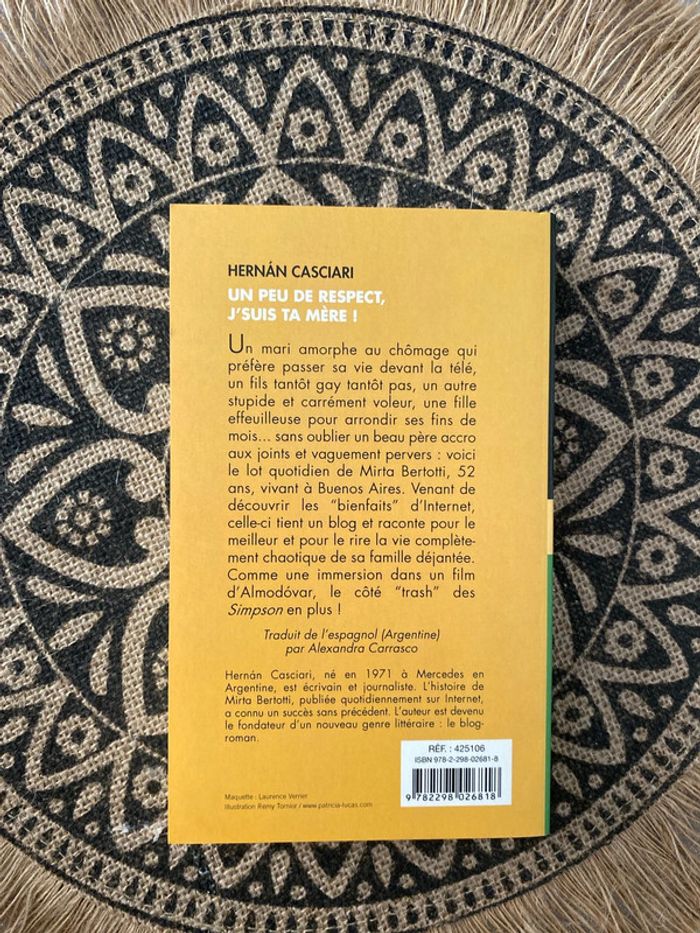 HERNÁN CASCIARI
UN PEU DE RESPECT,
J'SUIS TA MÈRE !
Un mari amorphe au chômage qui
préfère passer sa vie devant la télé,
un fils tantôt gay tantôt pas, un autre
stupide et carrément voleur, une fille
effeuilleuse pour arrondir ses fins de
mois... sans oublier un beau père accro
aux joints et vaguement pervers : voici
le lot quotidien de Mirta Bertotti, 52
ans, vivant à Buenos Aires. Venant de
découvrir les "bienfaits" d'Internet,
celle-ci tient un blog et raconte pour le
meilleur et pour le rire la vie complète-
ment chaotique de sa famille déjantée.
Comme une immersion dans un film
d'Almodóvar, le côté "trash" des
Simpson en plus !
Traduit de l'espagnol (Argentine)
par Alexandra Carrasco
Hernán Casciari, né en 1971 à Mercedes en
Argentine, est écrivain et journaliste. L'histoire de
Mirta Bertotti, publiée quotidiennement sur Internet,
a connu un succès sans précédent. L'auteur est devenu
le fondateur d'un nouveau genre littéraire : le blog-
roman.
RÉF. : 425106
ISBN 978-2-298-02681-8
9 782298 026818
Maquette : Laurence Verrier
Illustration Rémy Tornior / www.patricia-lucas.com